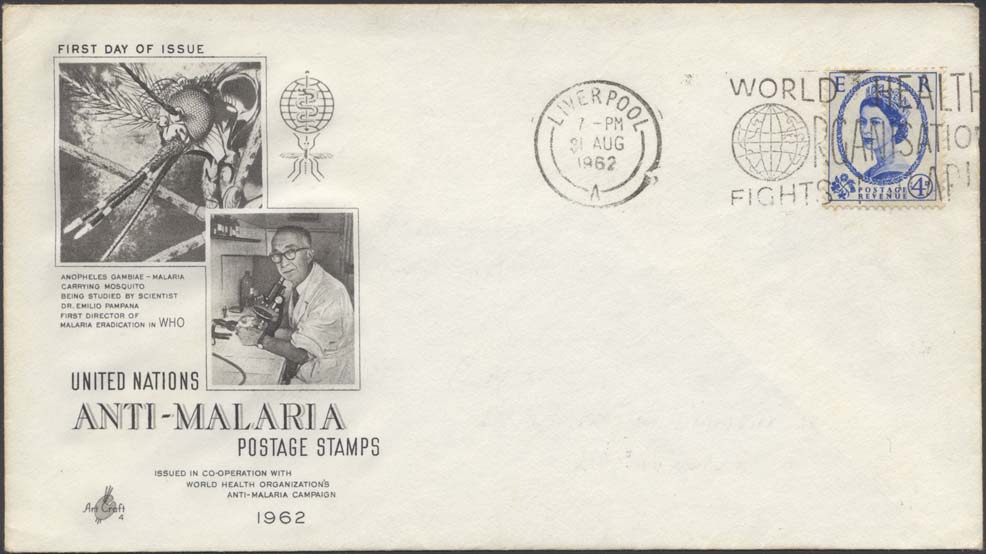 FIRST DAY OF ISSUE
ANOPHELES GAMBIAE - MALARIA
CARRYING MOSQUITO
BEING STUDIED BY SCIENTIST
DR. EMILIO PAMPANA
FIRST DIRECTOR OF
MALARIA ERADICATION IN WHO
UNITED NATIONS
ANTI-MALARIA
POSTAGE STAMPS
ISSUED IN CO-OPERATION WITH
WORLD HEALTH ORGANIZATION'S
ANTI-MALARIA CAMPAIGN
1962
Art Craft
4
LIVERPOOL
7 -PM
31 AUG
1962
A
WORLD HEALTH
ORGANISATION
FIGHTS
E R
POSTAGE
REVENUE
4D